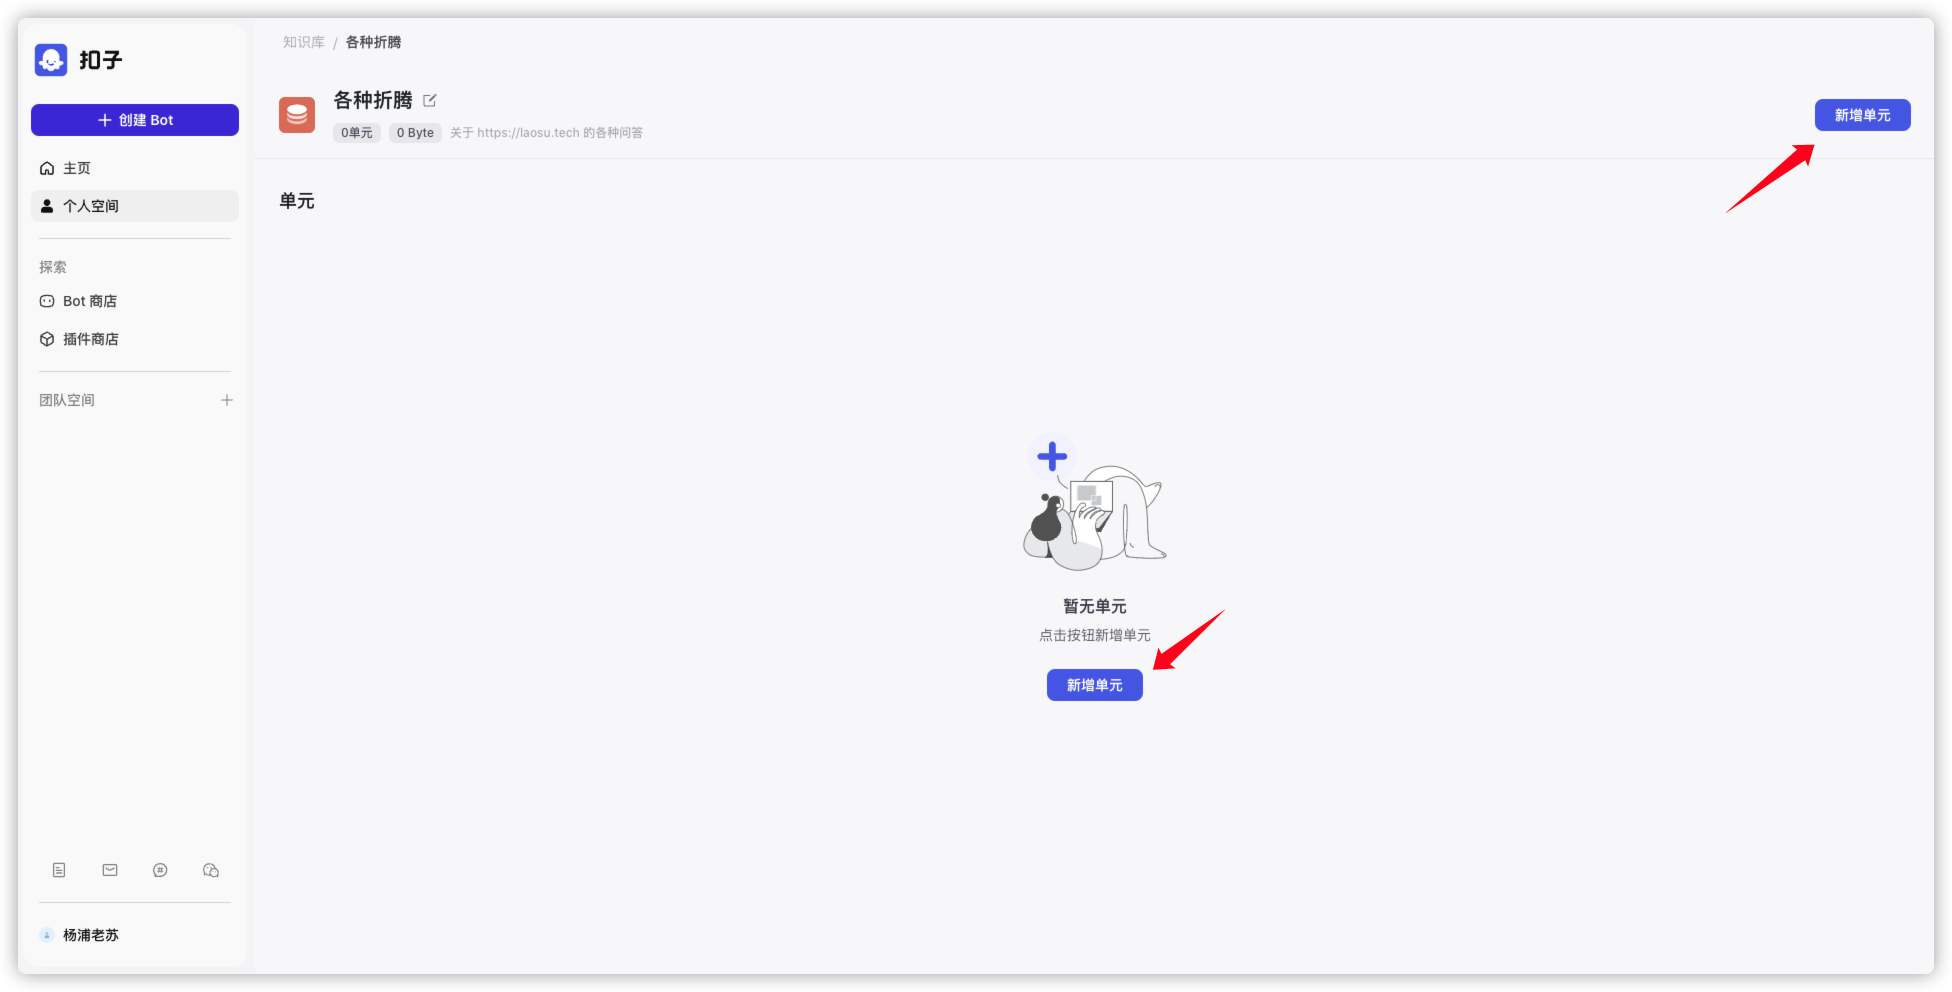 扣子
创建 Bot
主页
个人空间
探索
Bot 商店
插件商店
团队空间
杨浦老苏
知识库 / 各种折腾
各种折腾
0单元 0 Byte 关于 https://laosu.tech 的各种问答
新增单元
单元
暂无单元
点击按钮新增单元
新增单元